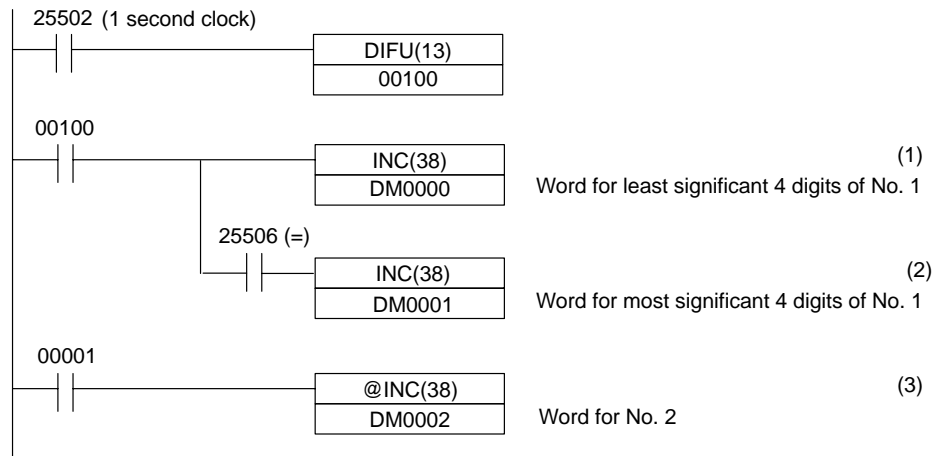 25502 (1 second clock)
DIFU(13)
00100
00100
INC(38) (1)
DM0000 Word for least significant 4 digits of No. 1
25506 (=)
INC(38) (2)
DM0001 Word for most significant 4 digits of No. 1
00001
@INC(38) (3)
DM0002 Word for No. 2